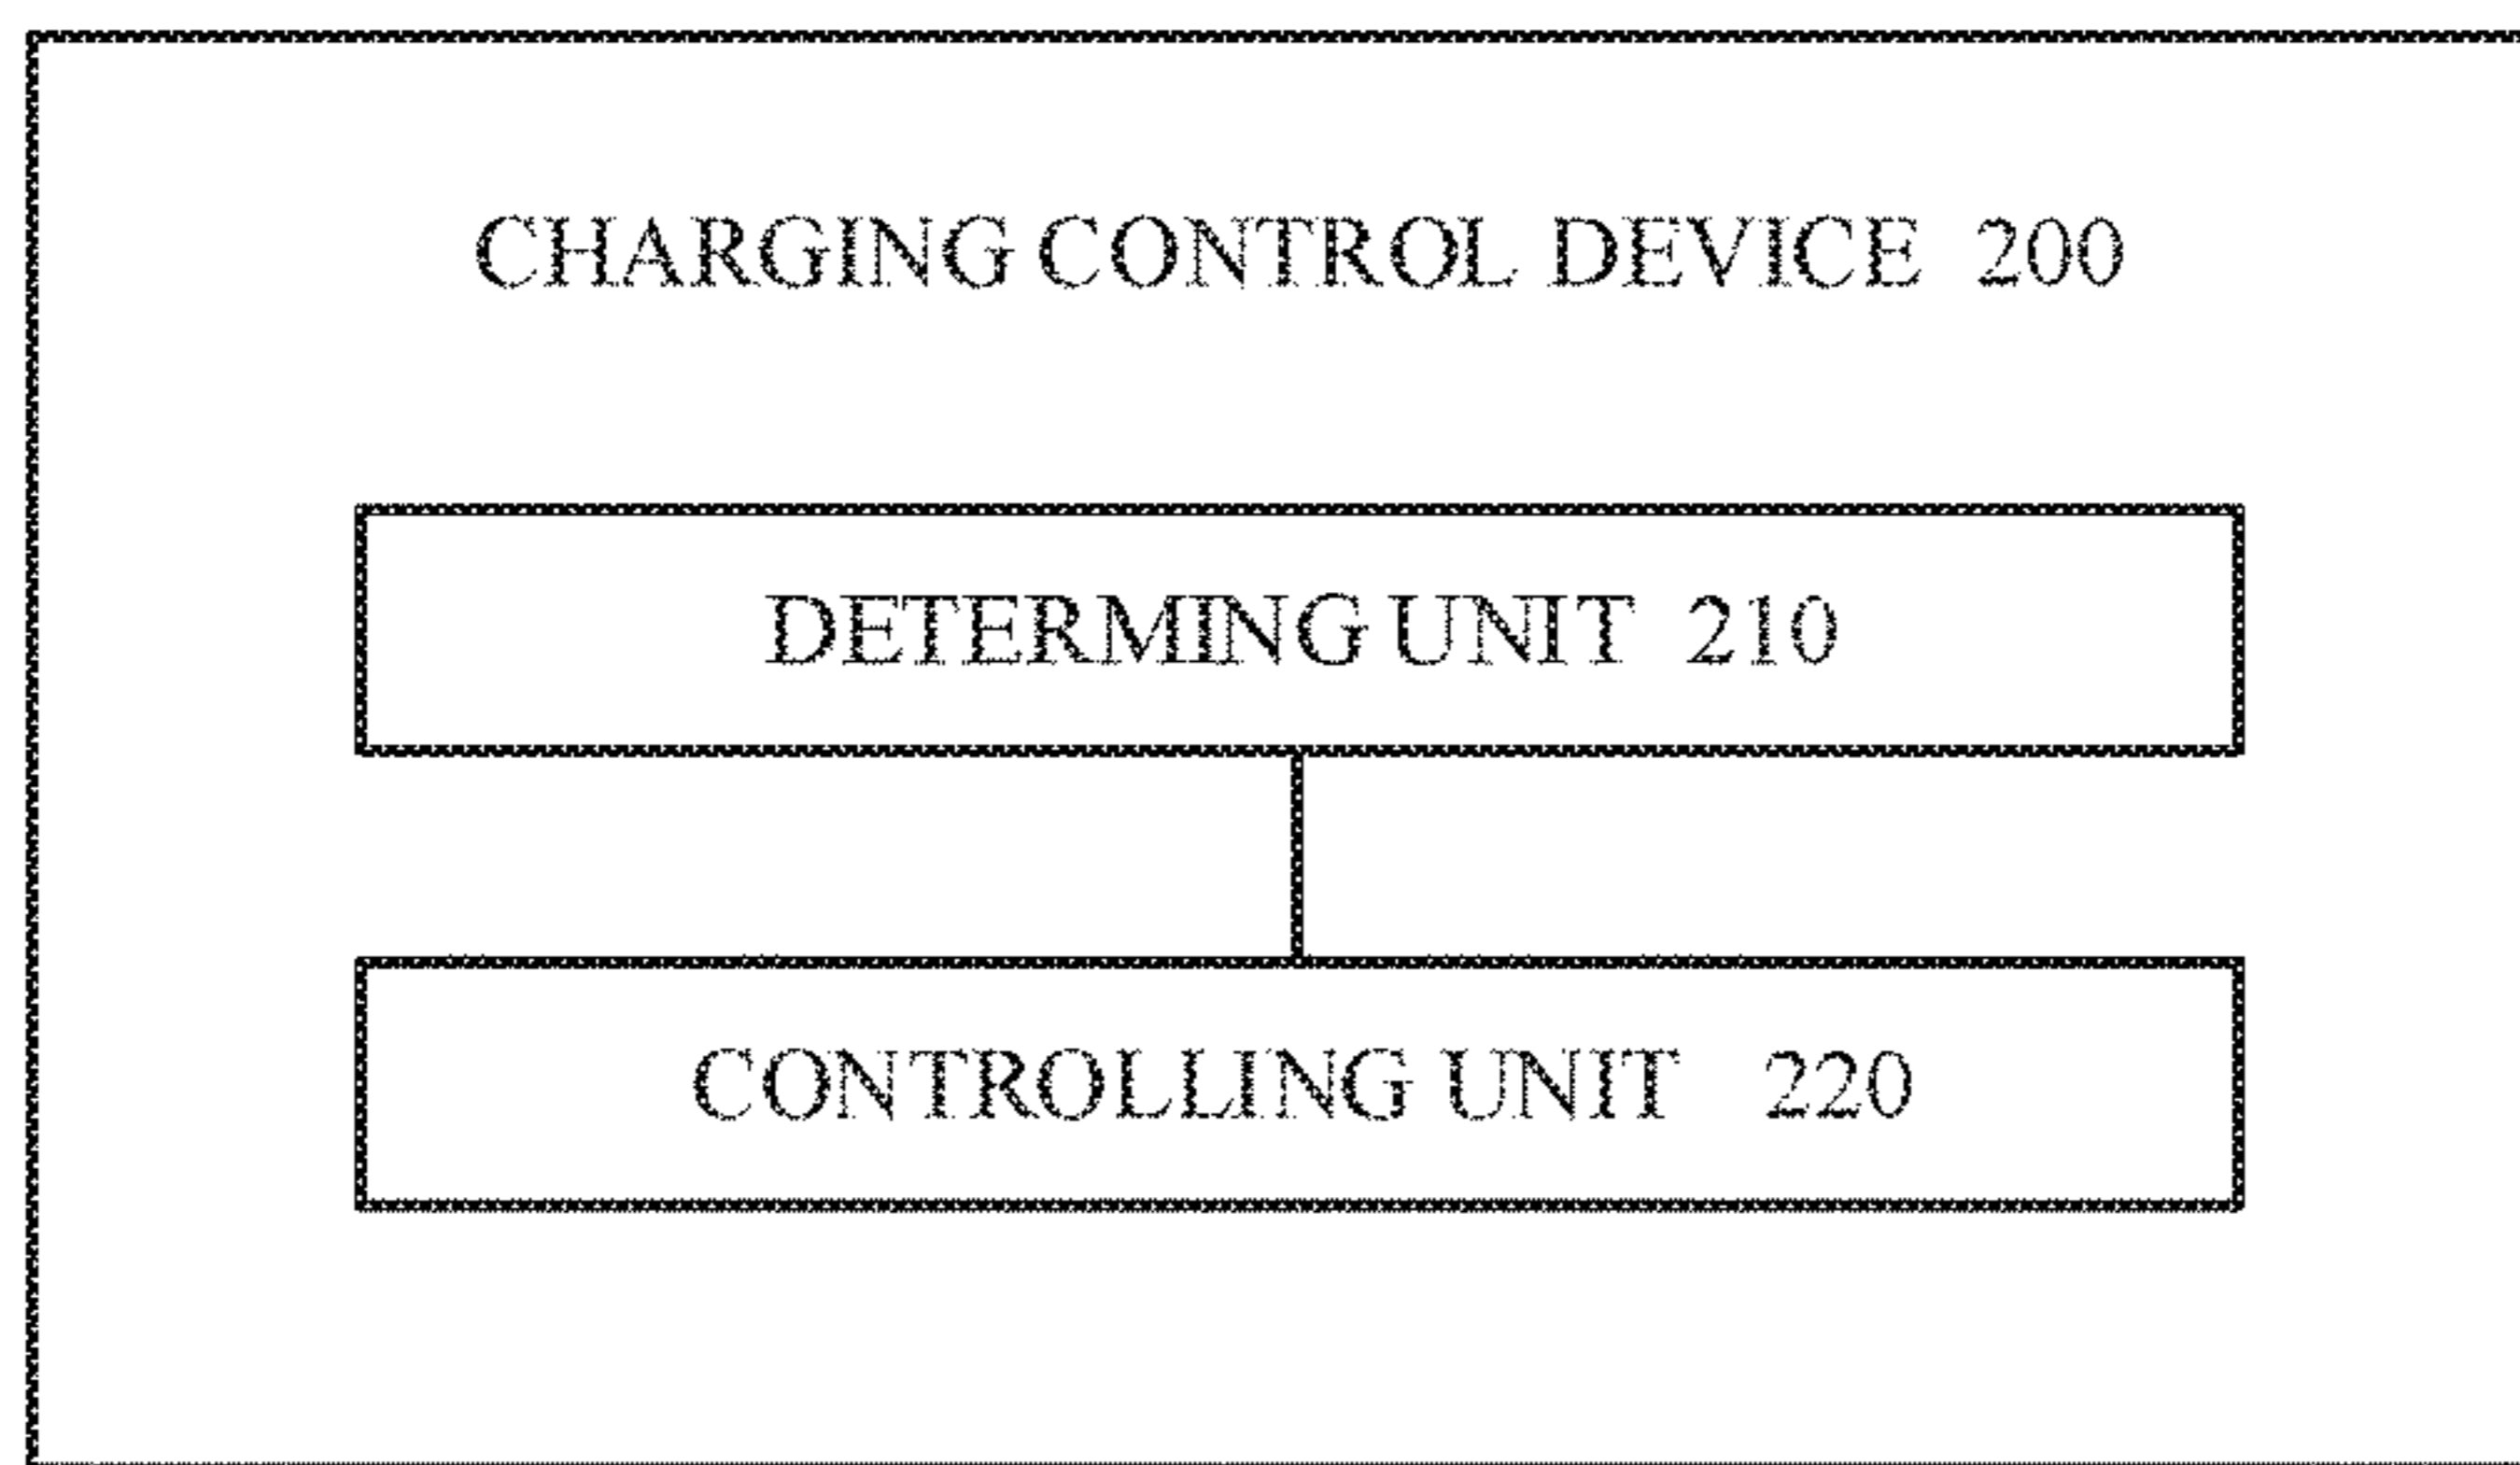 CHARGING CONTROL DEVICE 200
DETERMING UNIT 210
CONTROLLING UNIT 220